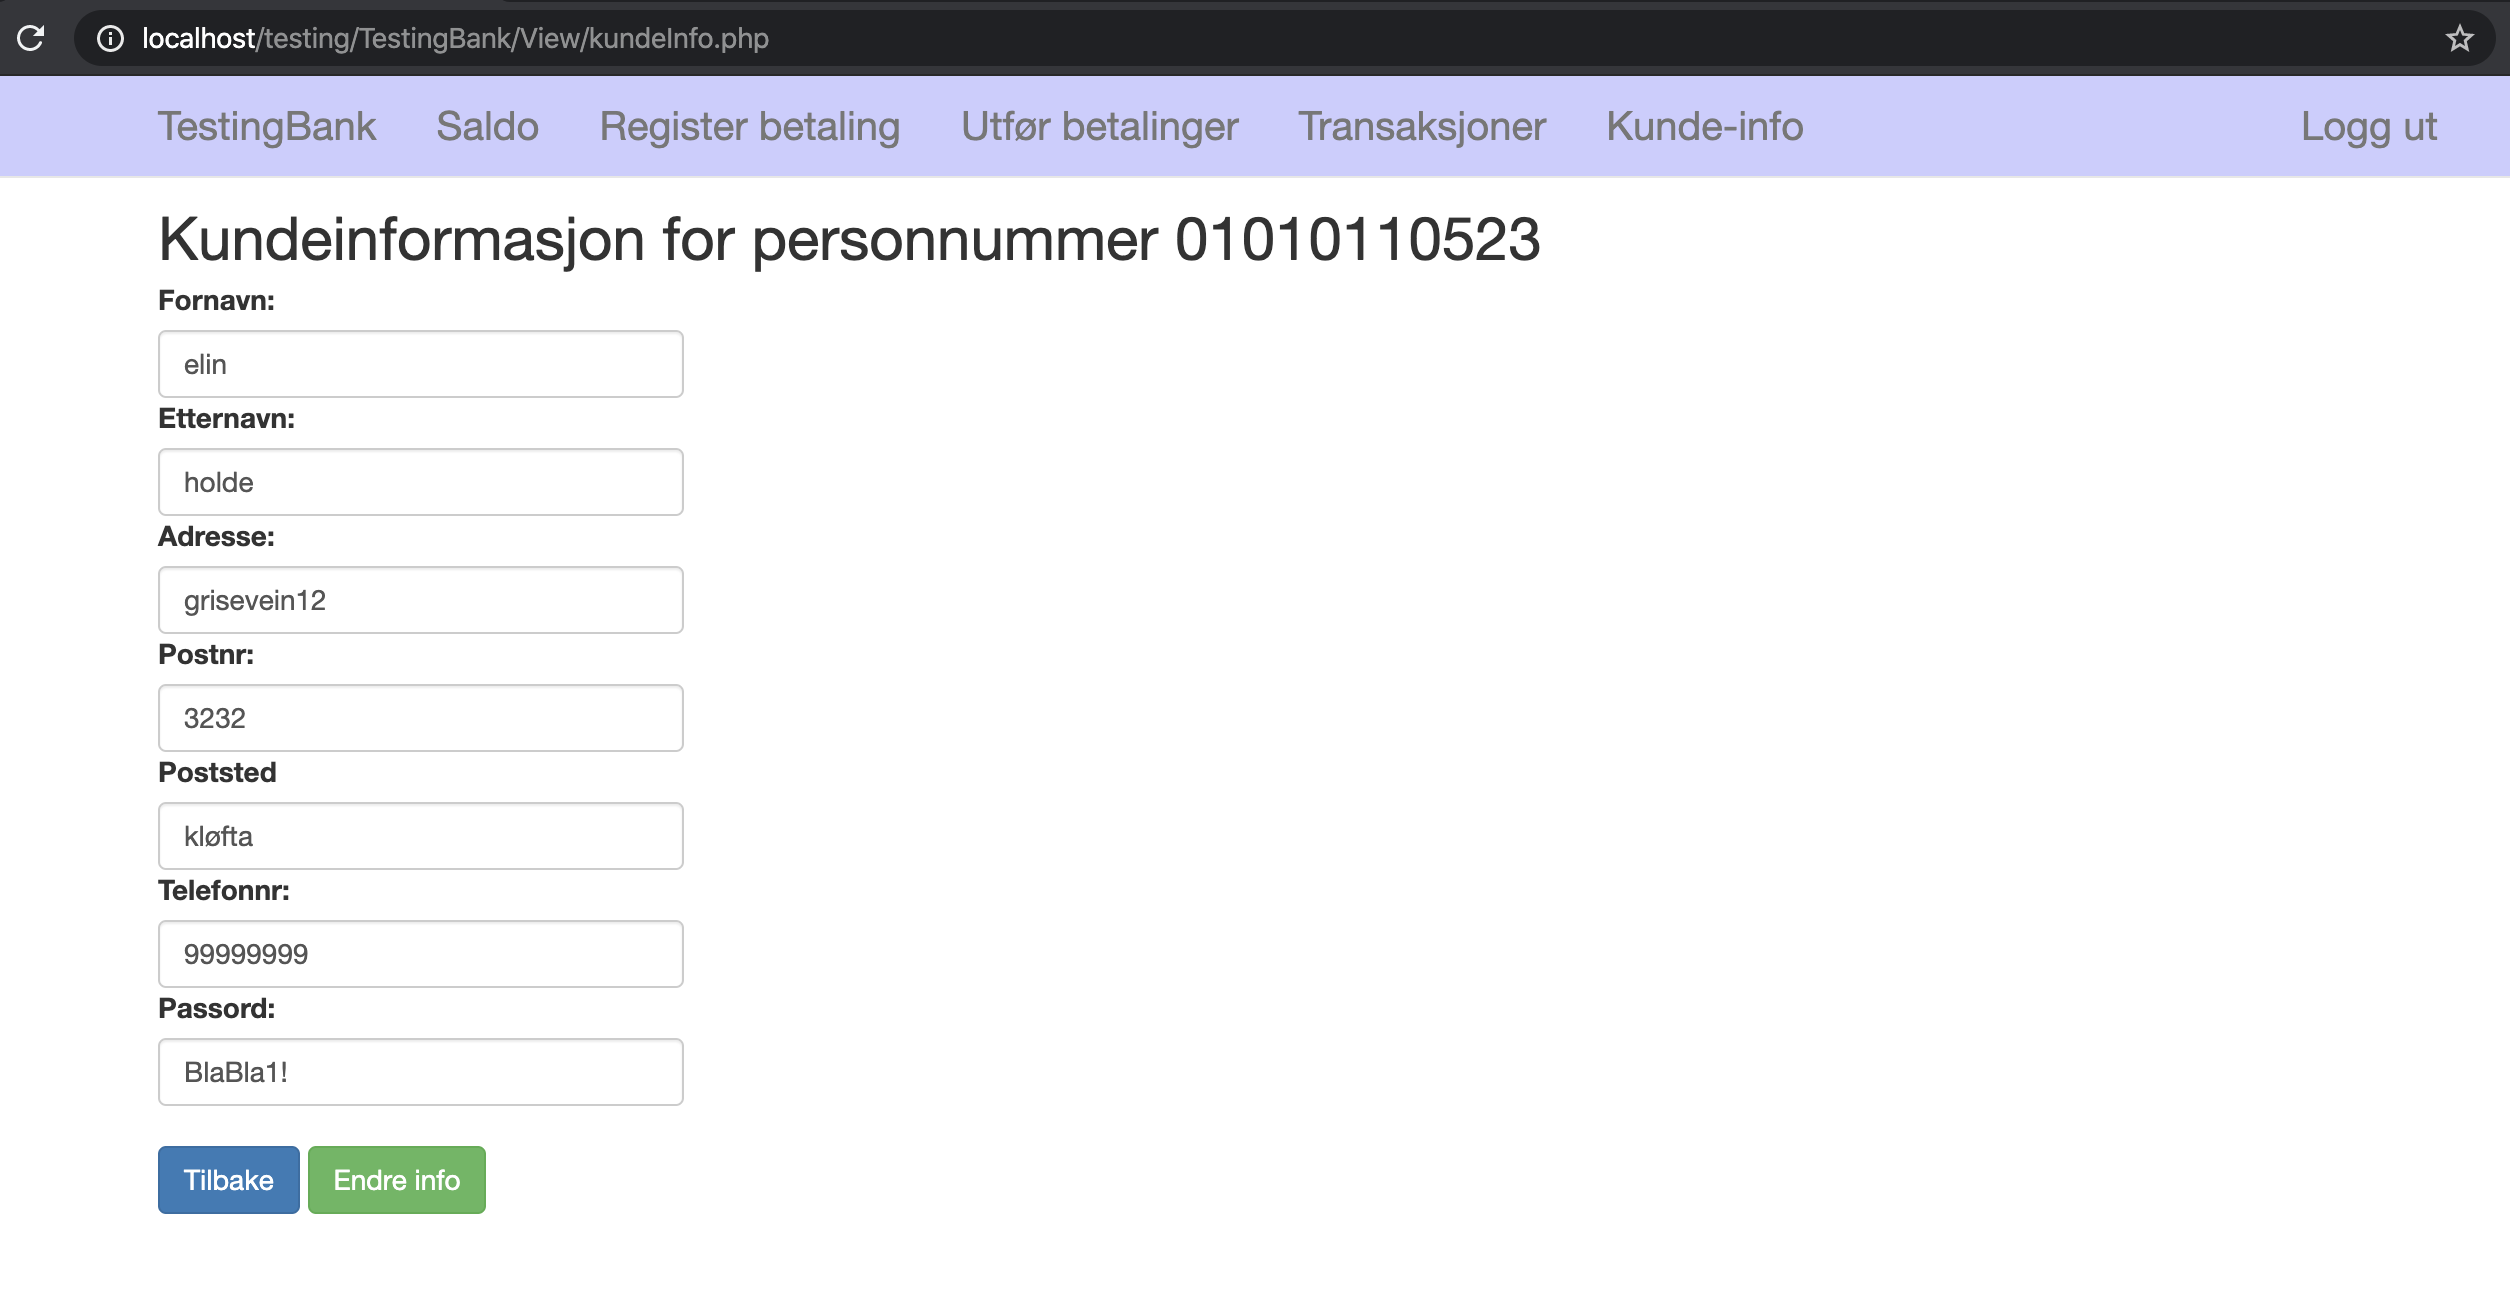 localhost/testing/TestingBank/View/kundeInfo.php
TestingBank Saldo Register betaling Utfør betalinger Transaksjoner Kunde-info Logg ut
Kundeinformasjon for personnummer 01010110523
Fornavn:
elin
Etternavn:
holde
Adresse:
grisevein12
Postnr:
3232
Poststed
kløfta
Telefonnr:
99999999
Passord:
BlaBla1!
Tilbake Endre info